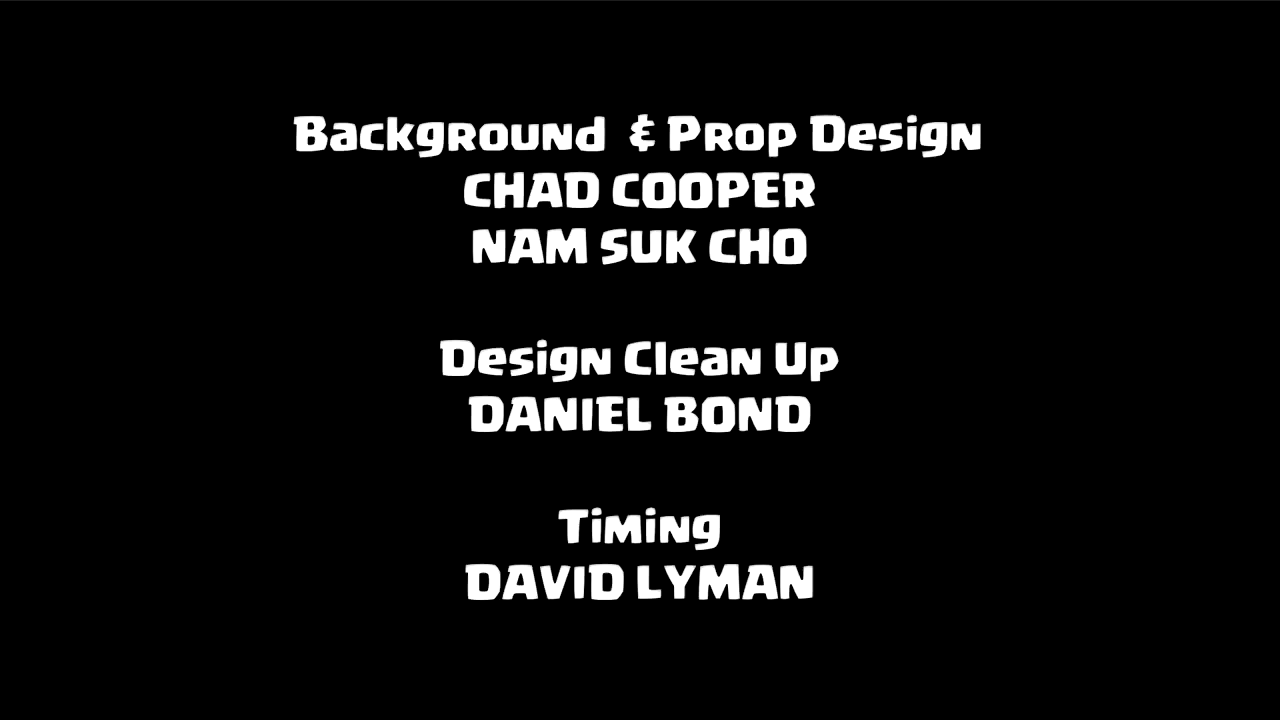 Background & Prop Design
CHAD COOPER
NAM SUK CHO
Design Clean Up
DANIEL BOND
Timing
DAVID LYMAN